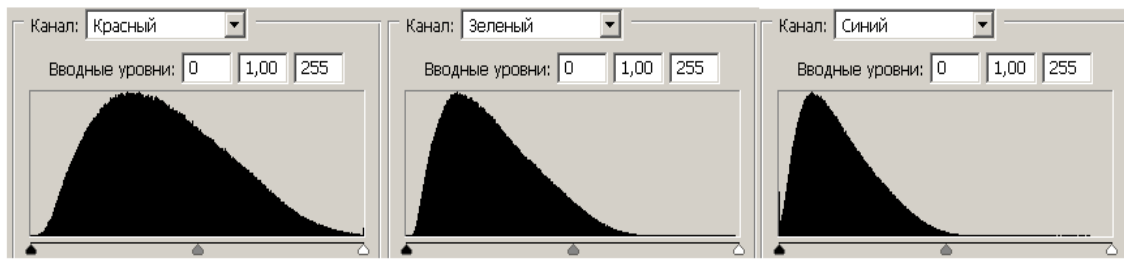 Канал: Красный
Вводные уровни: 0 1,00 255
Канал: Зеленый
Вводные уровни: 0 1,00 255
Канал: Синий
Вводные уровни: 0 1,00 255